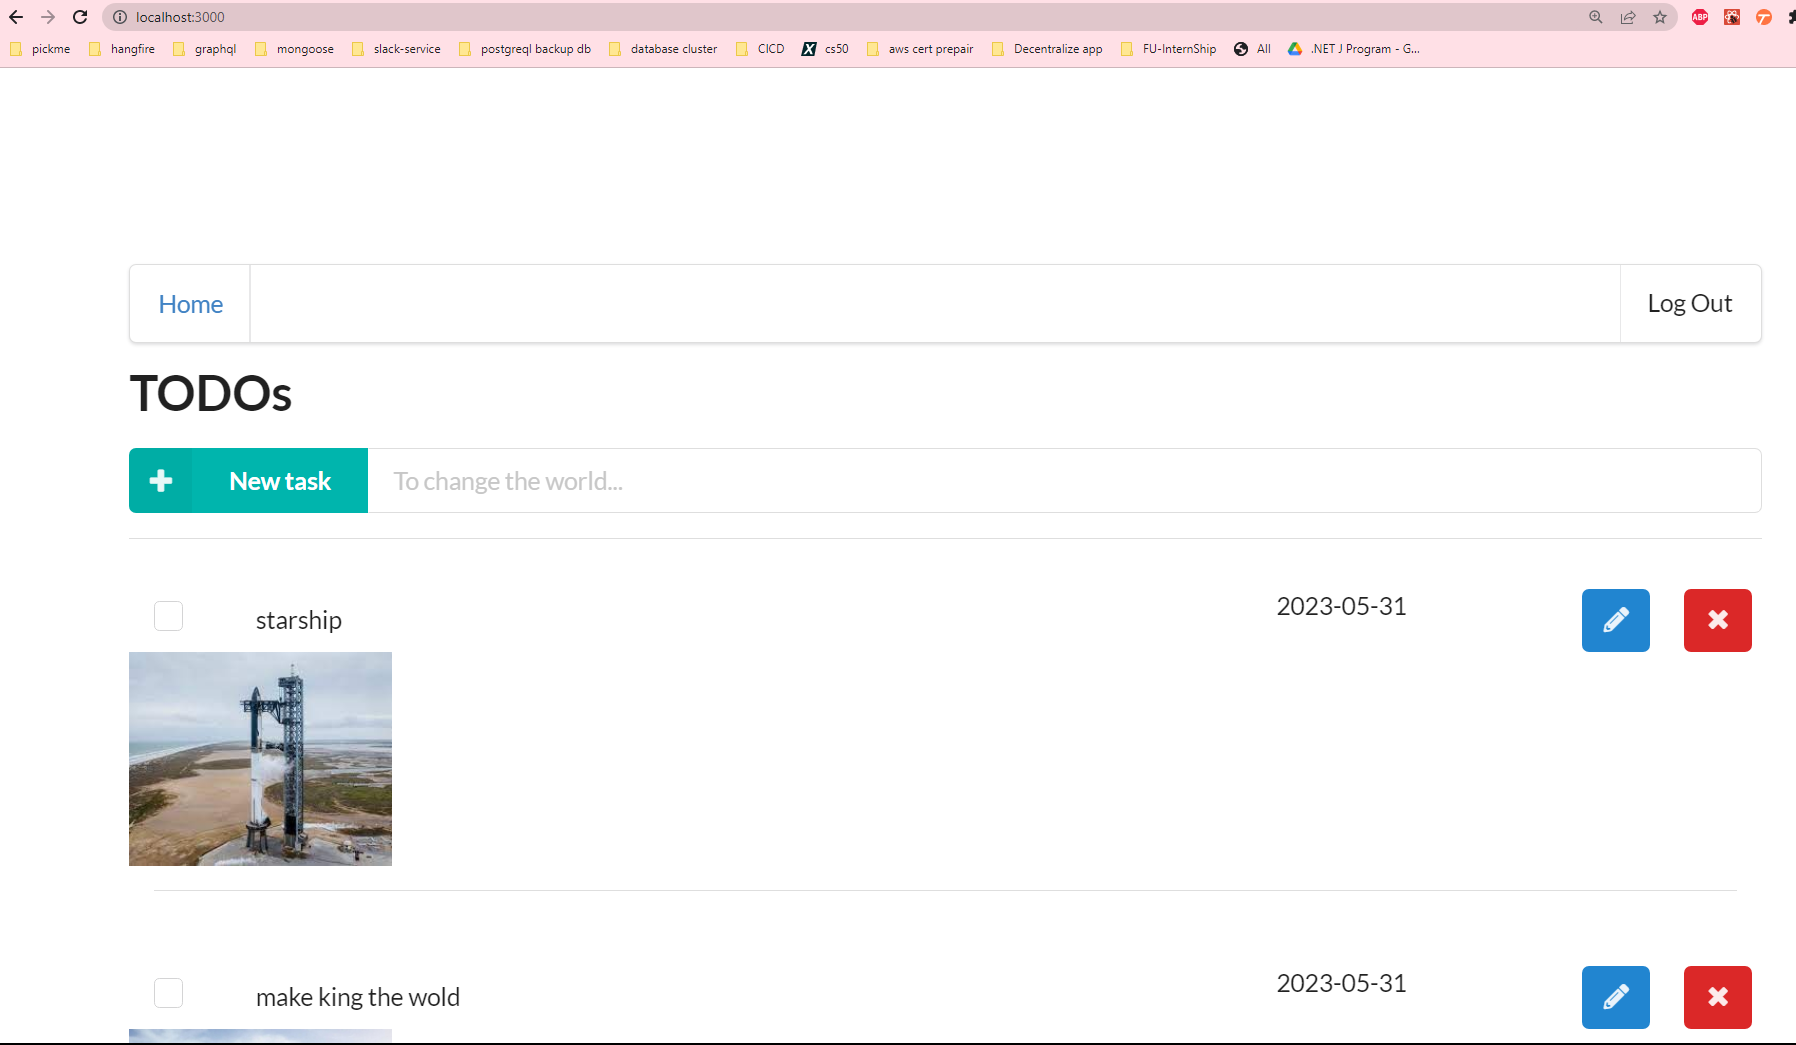 localhost:3000
ABP
pickme hangfire graphql mongoose slack-service postgreql backup db database cluster CICD cs50 aws cert prepair Decentralize app FU-InternShip All .NET J Program - G...
Home Log Out
TODOs
New task To change the world...
starship 2023-05-31
make king the wold 2023-05-31